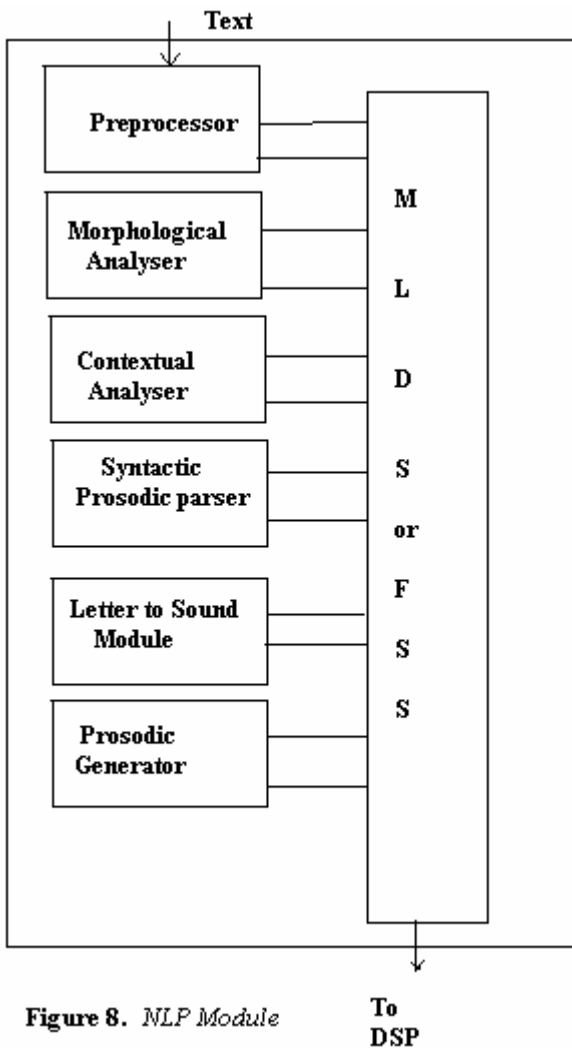 Text
Preprocessor
Morphological
Analyser
Contextual
Analyser
Syntactic
Prosodic parser
Letter to Sound
Module
Prosodic
Generator
M
L
D
S
or
F
S
S
Figure 8. NLP Module
To
DSP